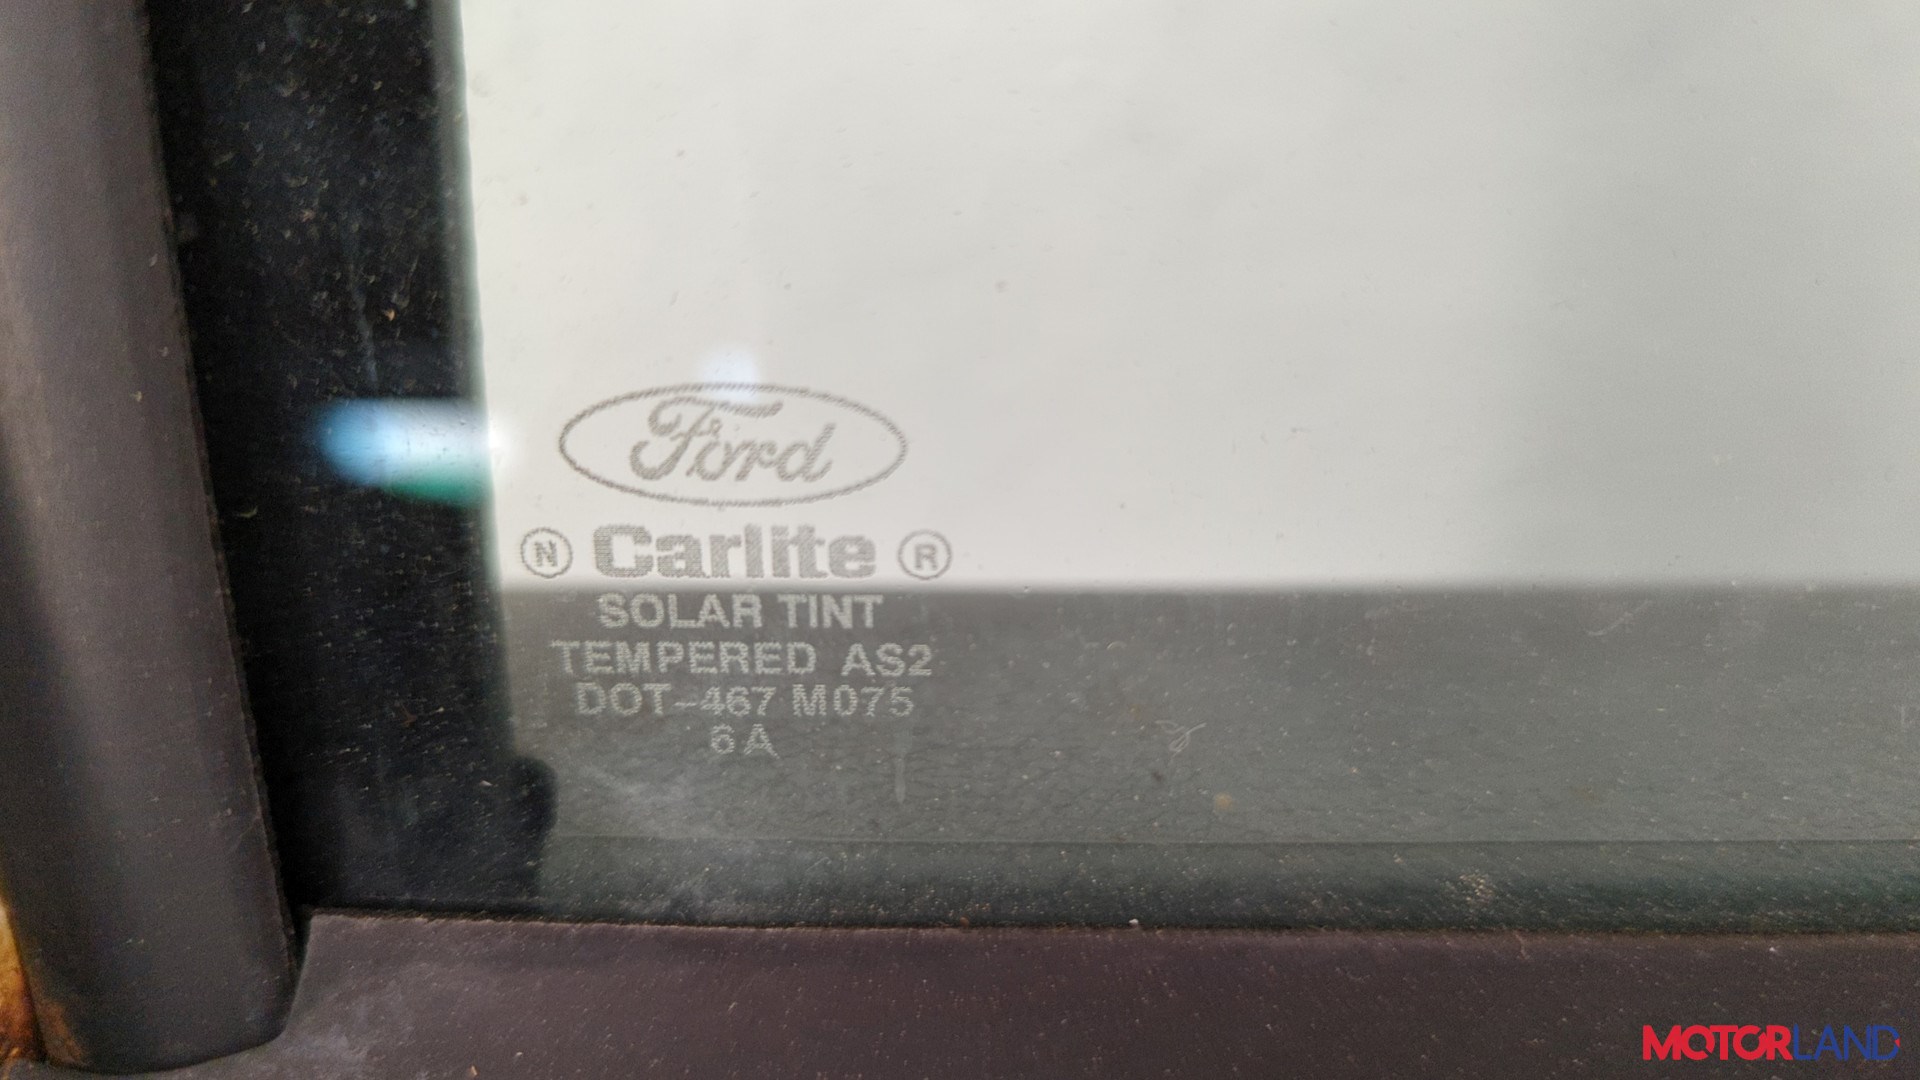 Ford
N Carlite ®
SOLAR TINT
TEMPERED AS2
DOT-467 M075
6A
MOTORLAND